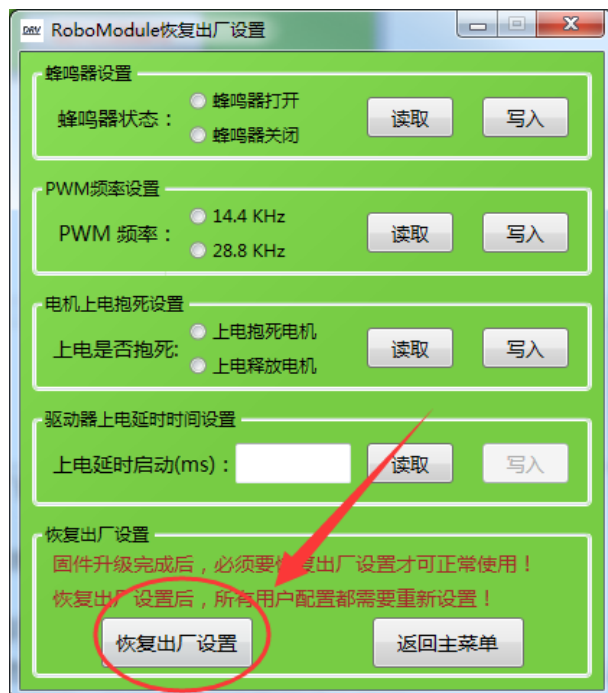 DRV RoboModule恢复出厂设置
蜂鸣器设置
蜂鸣器状态：
蜂鸣器打开
蜂鸣器关闭
读取
写入
PWM频率设置
PWM 频率：
14.4 KHz
28.8 KHz
读取
写入
电机上电抱死设置
上电是否抱死:
上电抱死电机
上电释放电机
读取
写入
驱动器上电延时时间设置
上电延时启动(ms)：
读取
写入
恢复出厂设置
固件升级完成后，必须要恢复出厂设置才可正常使用！
恢复出厂设置后，所有用户配置都需要重新设置！
恢复出厂设置
返回主菜单